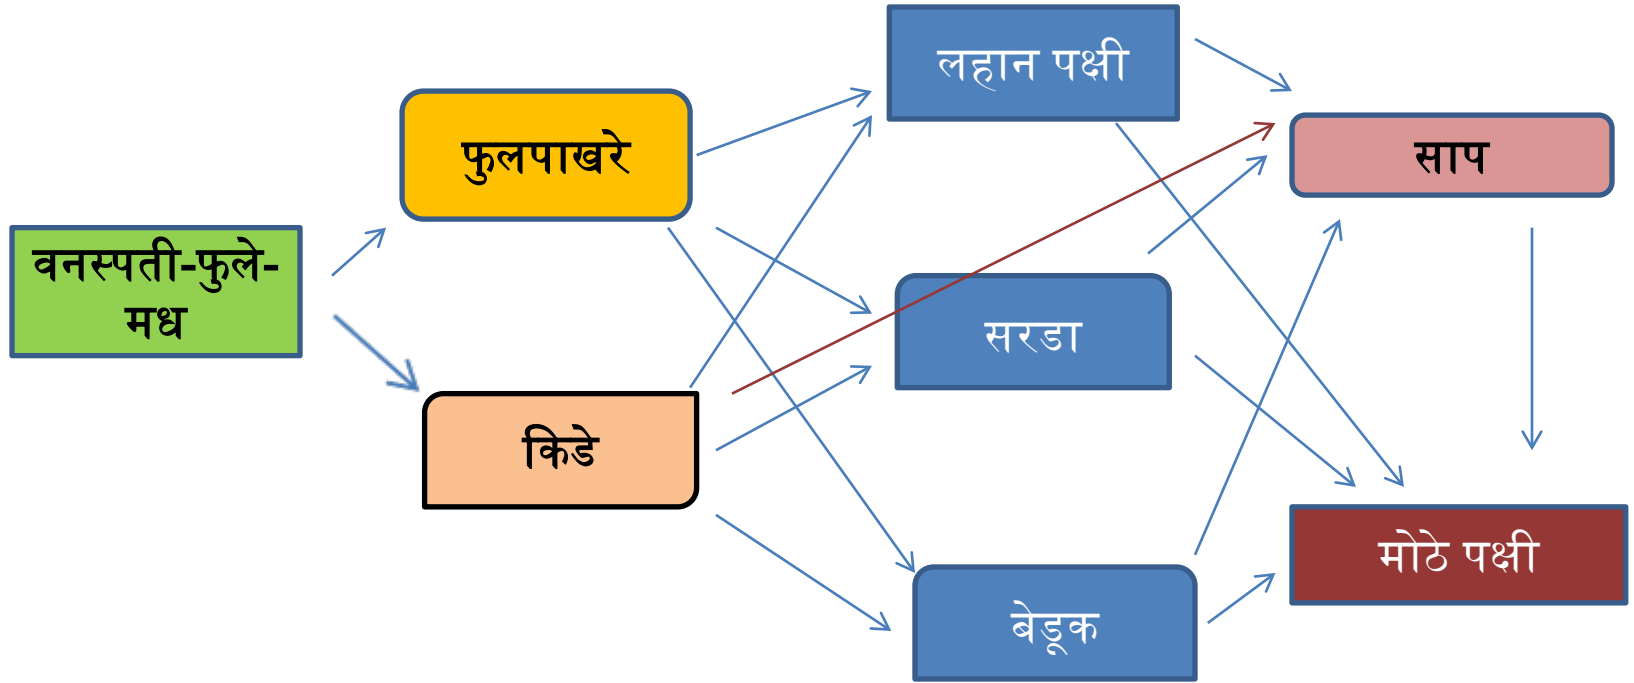 लहान पक्षी
फुलपाखरे
साप
वनस्पती-फुले-
मध
सरडा
किडे
मोठे पक्षी
बेडूक